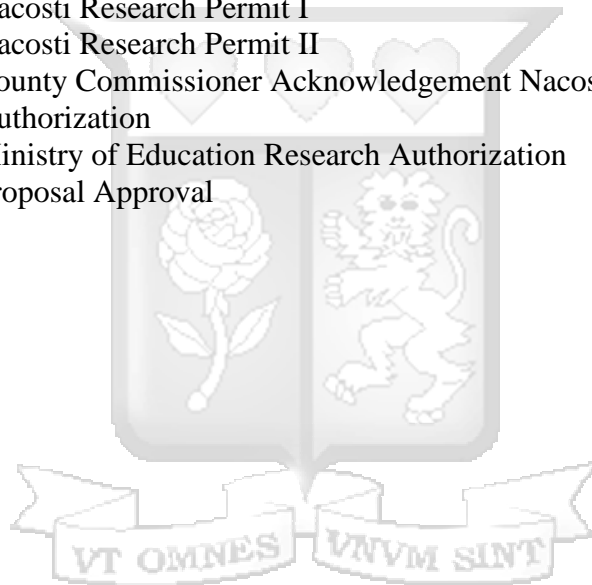 acosti Research Permit I
acosti Research Permit II
ounty Commissioner Acknowledgement Nacos
uthorization
inistry of Education Research Authorization
roposal Approval
VT OMNES VNVM SINT